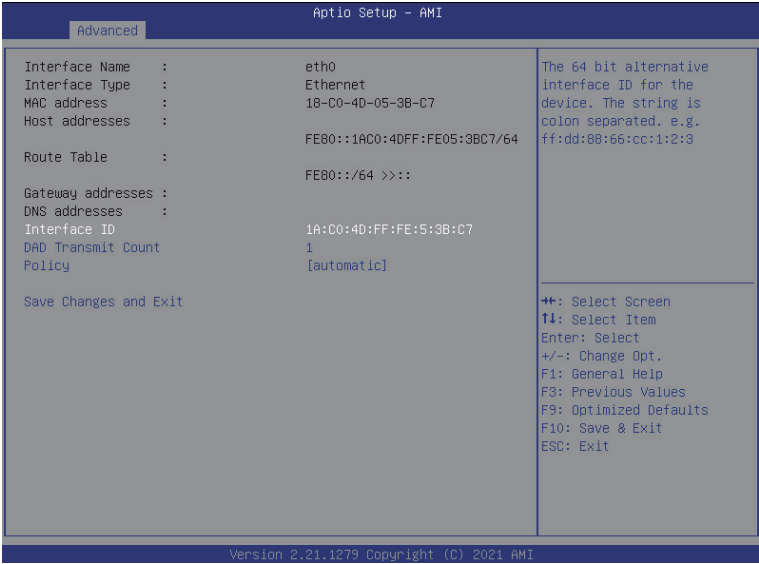 Aptio Setup – AMI
Advanced
Interface Name : eth0
Interface Type : Ethernet
MAC address : 18-C0-4D-05-3B-C7
Host addresses :
FE80::1AC0:4DFF:FE05:3BC7/64
Route Table :
FE80::/64 >>::
Gateway addresses :
DNS addresses :
Interface ID 1A:C0:4D:FF:FE:5:3B:C7
DAD Transmit Count 1
Policy [automatic]
Save Changes and Exit
The 64 bit alternative
interface ID for the
device. The string is
colon separated. e.g.
ff:dd:88:66:cc:1:2:3
→←: Select Screen
↑↓: Select Item
Enter: Select
+/-: Change Opt.
F1: General Help
F3: Previous Values
F9: Optimized Defaults
F10: Save & Exit
ESC: Exit
Version 2.21.1279 Copyright (C) 2021 AMI